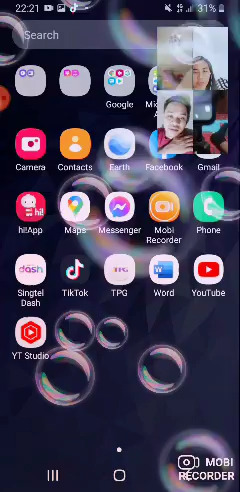 22:21 31%
Search
Google
Camera Contacts Earth Facebook Gmail
hi!
hi!App Maps Messenger Mobi Recorder Phone
dash TPG W
Singtel Dash TikTok TPG Word YouTube
YT Studio
MOBI
RECORDER